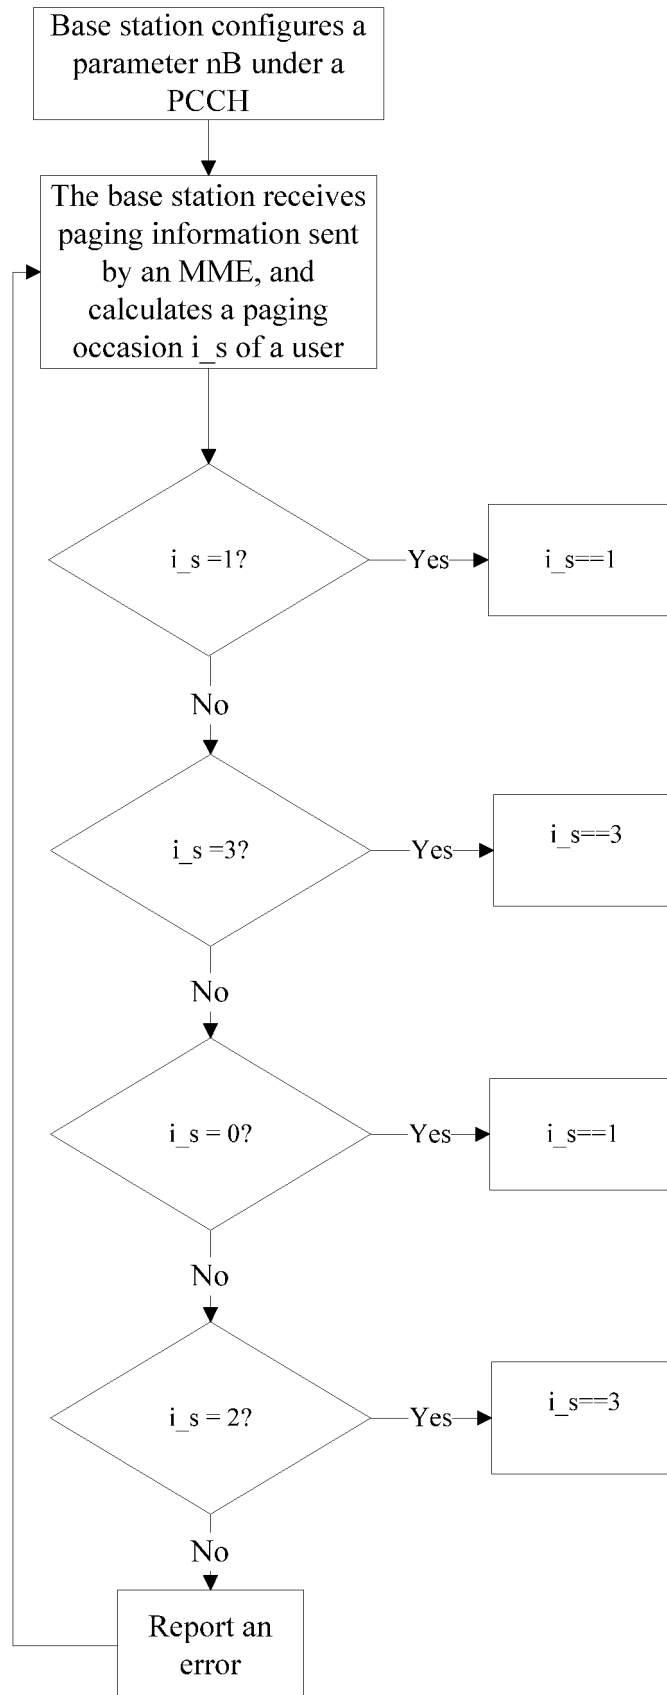 Base station configures a
parameter nB under a
PCCH
The base station receives
paging information sent
by an MME, and
calculates a paging
occasion i_s of a user
i_s =1?
Yes
i_s==1
No
i_s =3?
Yes
i_s==3
No
i_s = 0?
Yes
i_s==1
No
i_s = 2?
Yes
i_s==3
No
Report an
error